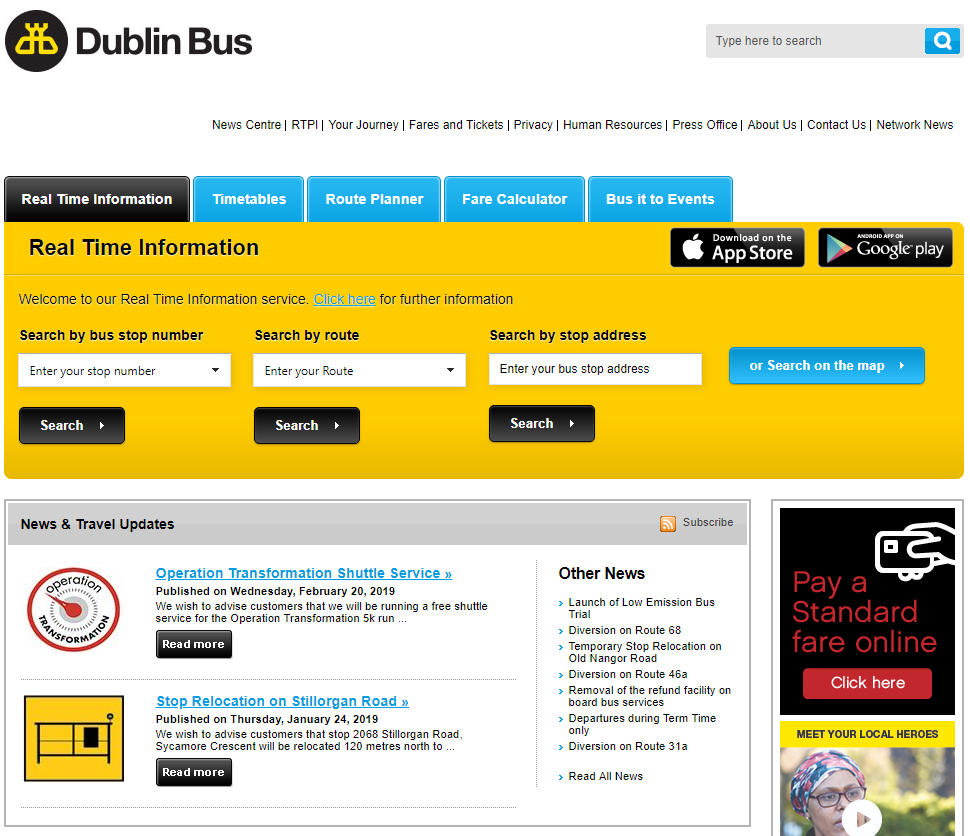 Dublin Bus
Type here to search
News Centre | RTPI | Your Journey | Fares and Tickets | Privacy | Human Resources | Press Office | About Us | Contact Us | Network News
Real Time Information
Timetables
Route Planner
Fare Calculator
Bus it to Events
Real Time Information
Download on the
App Store
ANDROID APP ON
Google play
Welcome to our Real Time Information service. Click here for further information
Search by bus stop number
Search by route
Search by stop address
Enter your stop number
Enter your Route
Enter your bus stop address
or Search on the map
Search
Search
Search
News & Travel Updates
Subscribe
operation
TRANSFORMATION
Operation Transformation Shuttle Service »
Published on Wednesday, February 20, 2019
We wish to advise customers that we will be running a free shuttle
service for the Operation Transformation 5k run ...
Read more
Stop Relocation on Stillorgan Road »
Published on Thursday, January 24, 2019
We wish to advise customers that stop 2068 Stillorgan Road,
Sycamore Crescent will be relocated 120 metres north to ...
Read more
Other News
Launch of Low Emission Bus
Trial
Diversion on Route 68
Temporary Stop Relocation on
Old Nangor Road
Diversion on Route 46a
Removal of the refund facility on
board bus services
Departures during Term Time
only
Diversion on Route 31a
Read All News
Pay a
Standard
fare online
Click here
MEET YOUR LOCAL HEROES